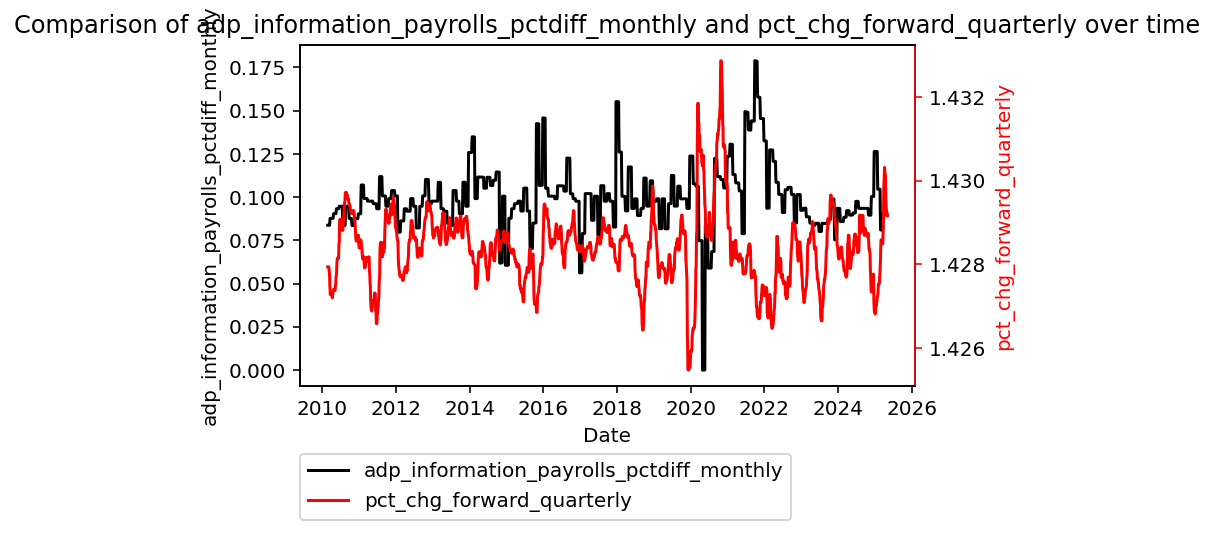 Comparison of adp_information_payrolls_pctdiff_monthly and pct_chg_forward_quarterly over time
adp_information_payrolls_pctdiff_monthly
0.175
0.150
0.125
0.100
0.075
0.050
0.025
0.000
1.432
1.430
1.428
1.426
pct_chg_forward_quarterly
2010 2012 2014 2016 2018 2020 2022 2024 2026
Date
adp_information_payrolls_pctdiff_monthly
pct_chg_forward_quarterly